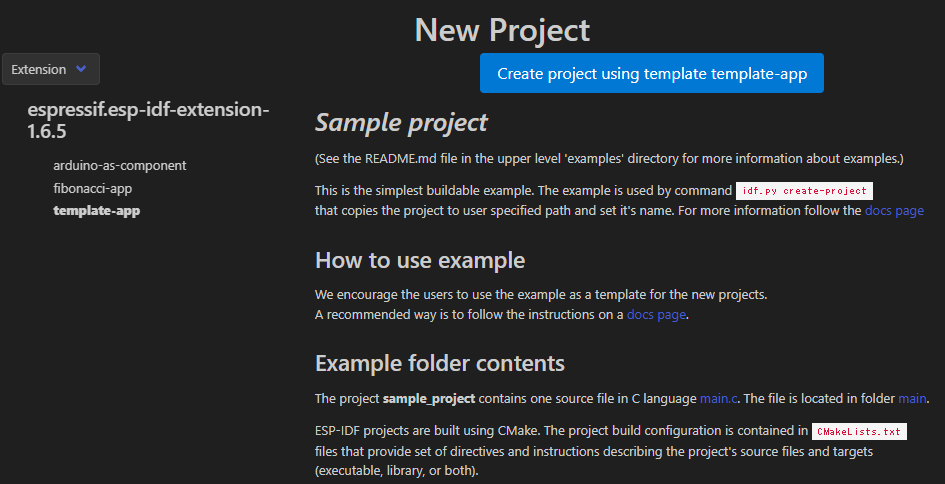 New Project
Extension
Create project using template template-app
espressif.esp-idf-extension-
1.6.5
arduino-as-component
fibonacci-app
template-app
Sample project
(See the README.md file in the upper level 'examples' directory for more information about examples.)
This is the simplest buildable example. The example is used by command idf.py create-project
that copies the project to user specified path and set it's name. For more information follow the docs page
How to use example
We encourage the users to use the example as a template for the new projects.
A recommended way is to follow the instructions on a docs page.
Example folder contents
The project sample_project contains one source file in C language main.c. The file is located in folder main.
ESP-IDF projects are built using CMake. The project build configuration is contained in CMakeLists.txt
files that provide set of directives and instructions describing the project's source files and targets
(executable, library, or both).